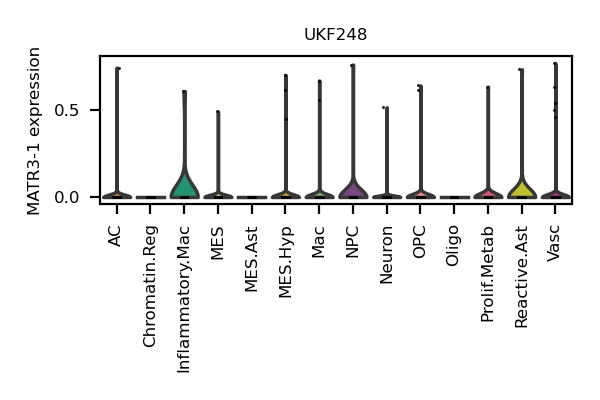 UKF248
MATR3-1 expression
0.5
0.0
AC
Chromatin.Reg
Inflammatory.Mac
MES
MES.Ast
MES.Hyp
Mac
NPC
Neuron
OPC
Oligo
Prolif.Metab
Reactive.Ast
Vasc